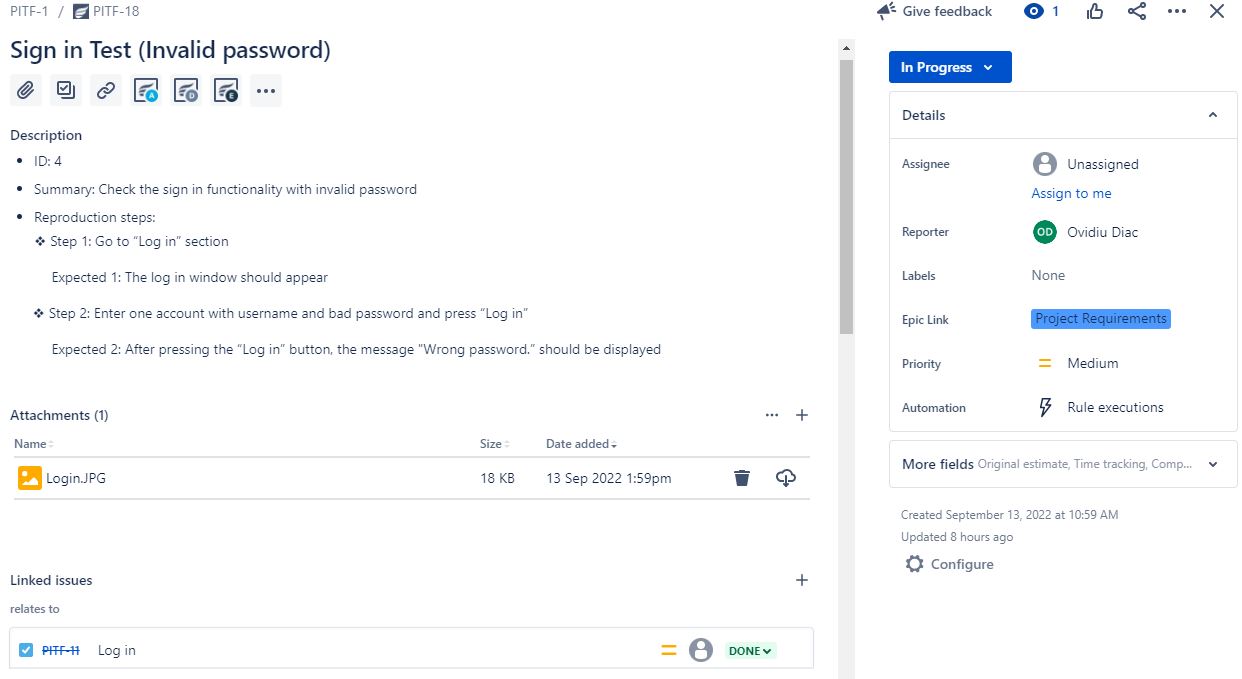 PITF-1 / PITF-18
Give feedback 1
Sign in Test (Invalid password)
A D E
Description
• ID: 4
• Summary: Check the sign in functionality with invalid password
• Reproduction steps:
❖ Step 1: Go to “Log in” section
Expected 1: The log in window should appear
❖ Step 2: Enter one account with username and bad password and press “Log in”
Expected 2: After pressing the “Log in” button, the message “Wrong password.” should be displayed
Attachments (1)
Name Size Date added
Login.JPG 18 KB 13 Sep 2022 1:59pm
Linked issues
relates to
PITF-11 Log in DONE
In Progress
Details
Assignee Unassigned
Assign to me
Reporter OD Ovidiu Diac
Labels None
Epic Link Project Requirements
Priority Medium
Automation Rule executions
More fields Original estimate, Time tracking, Comp...
Created September 13, 2022 at 10:59 AM
Updated 8 hours ago
Configure